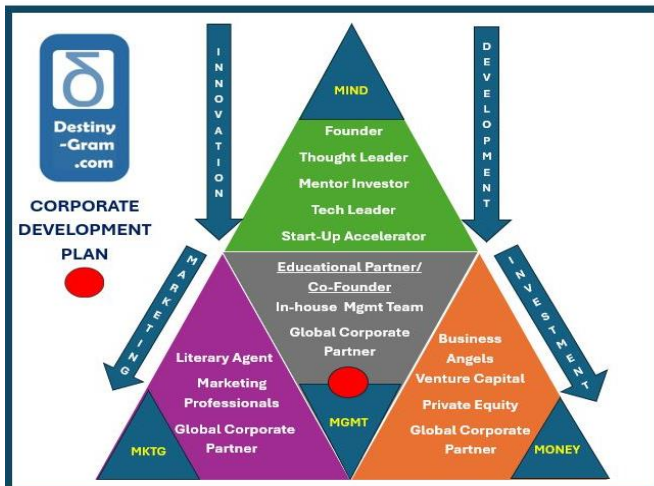 δ
Destiny
-Gram
.com
CORPORATE
DEVELOPMENT
PLAN
INNOVATION
DEVELOPMENT
MIND
Founder
Thought Leader
Mentor Investor
Tech Leader
Start-Up Accelerator
MARKETING
INVESTMENT
Educational Partner/
Co-Founder
In-house Mgmt Team
Global Corporate
Partner
MGMT
Literary Agent
Marketing
Professionals
Global Corporate
Partner
MKTG
Business
Angels
Venture Capital
Private Equity
Global Corporate
Partner
MONEY